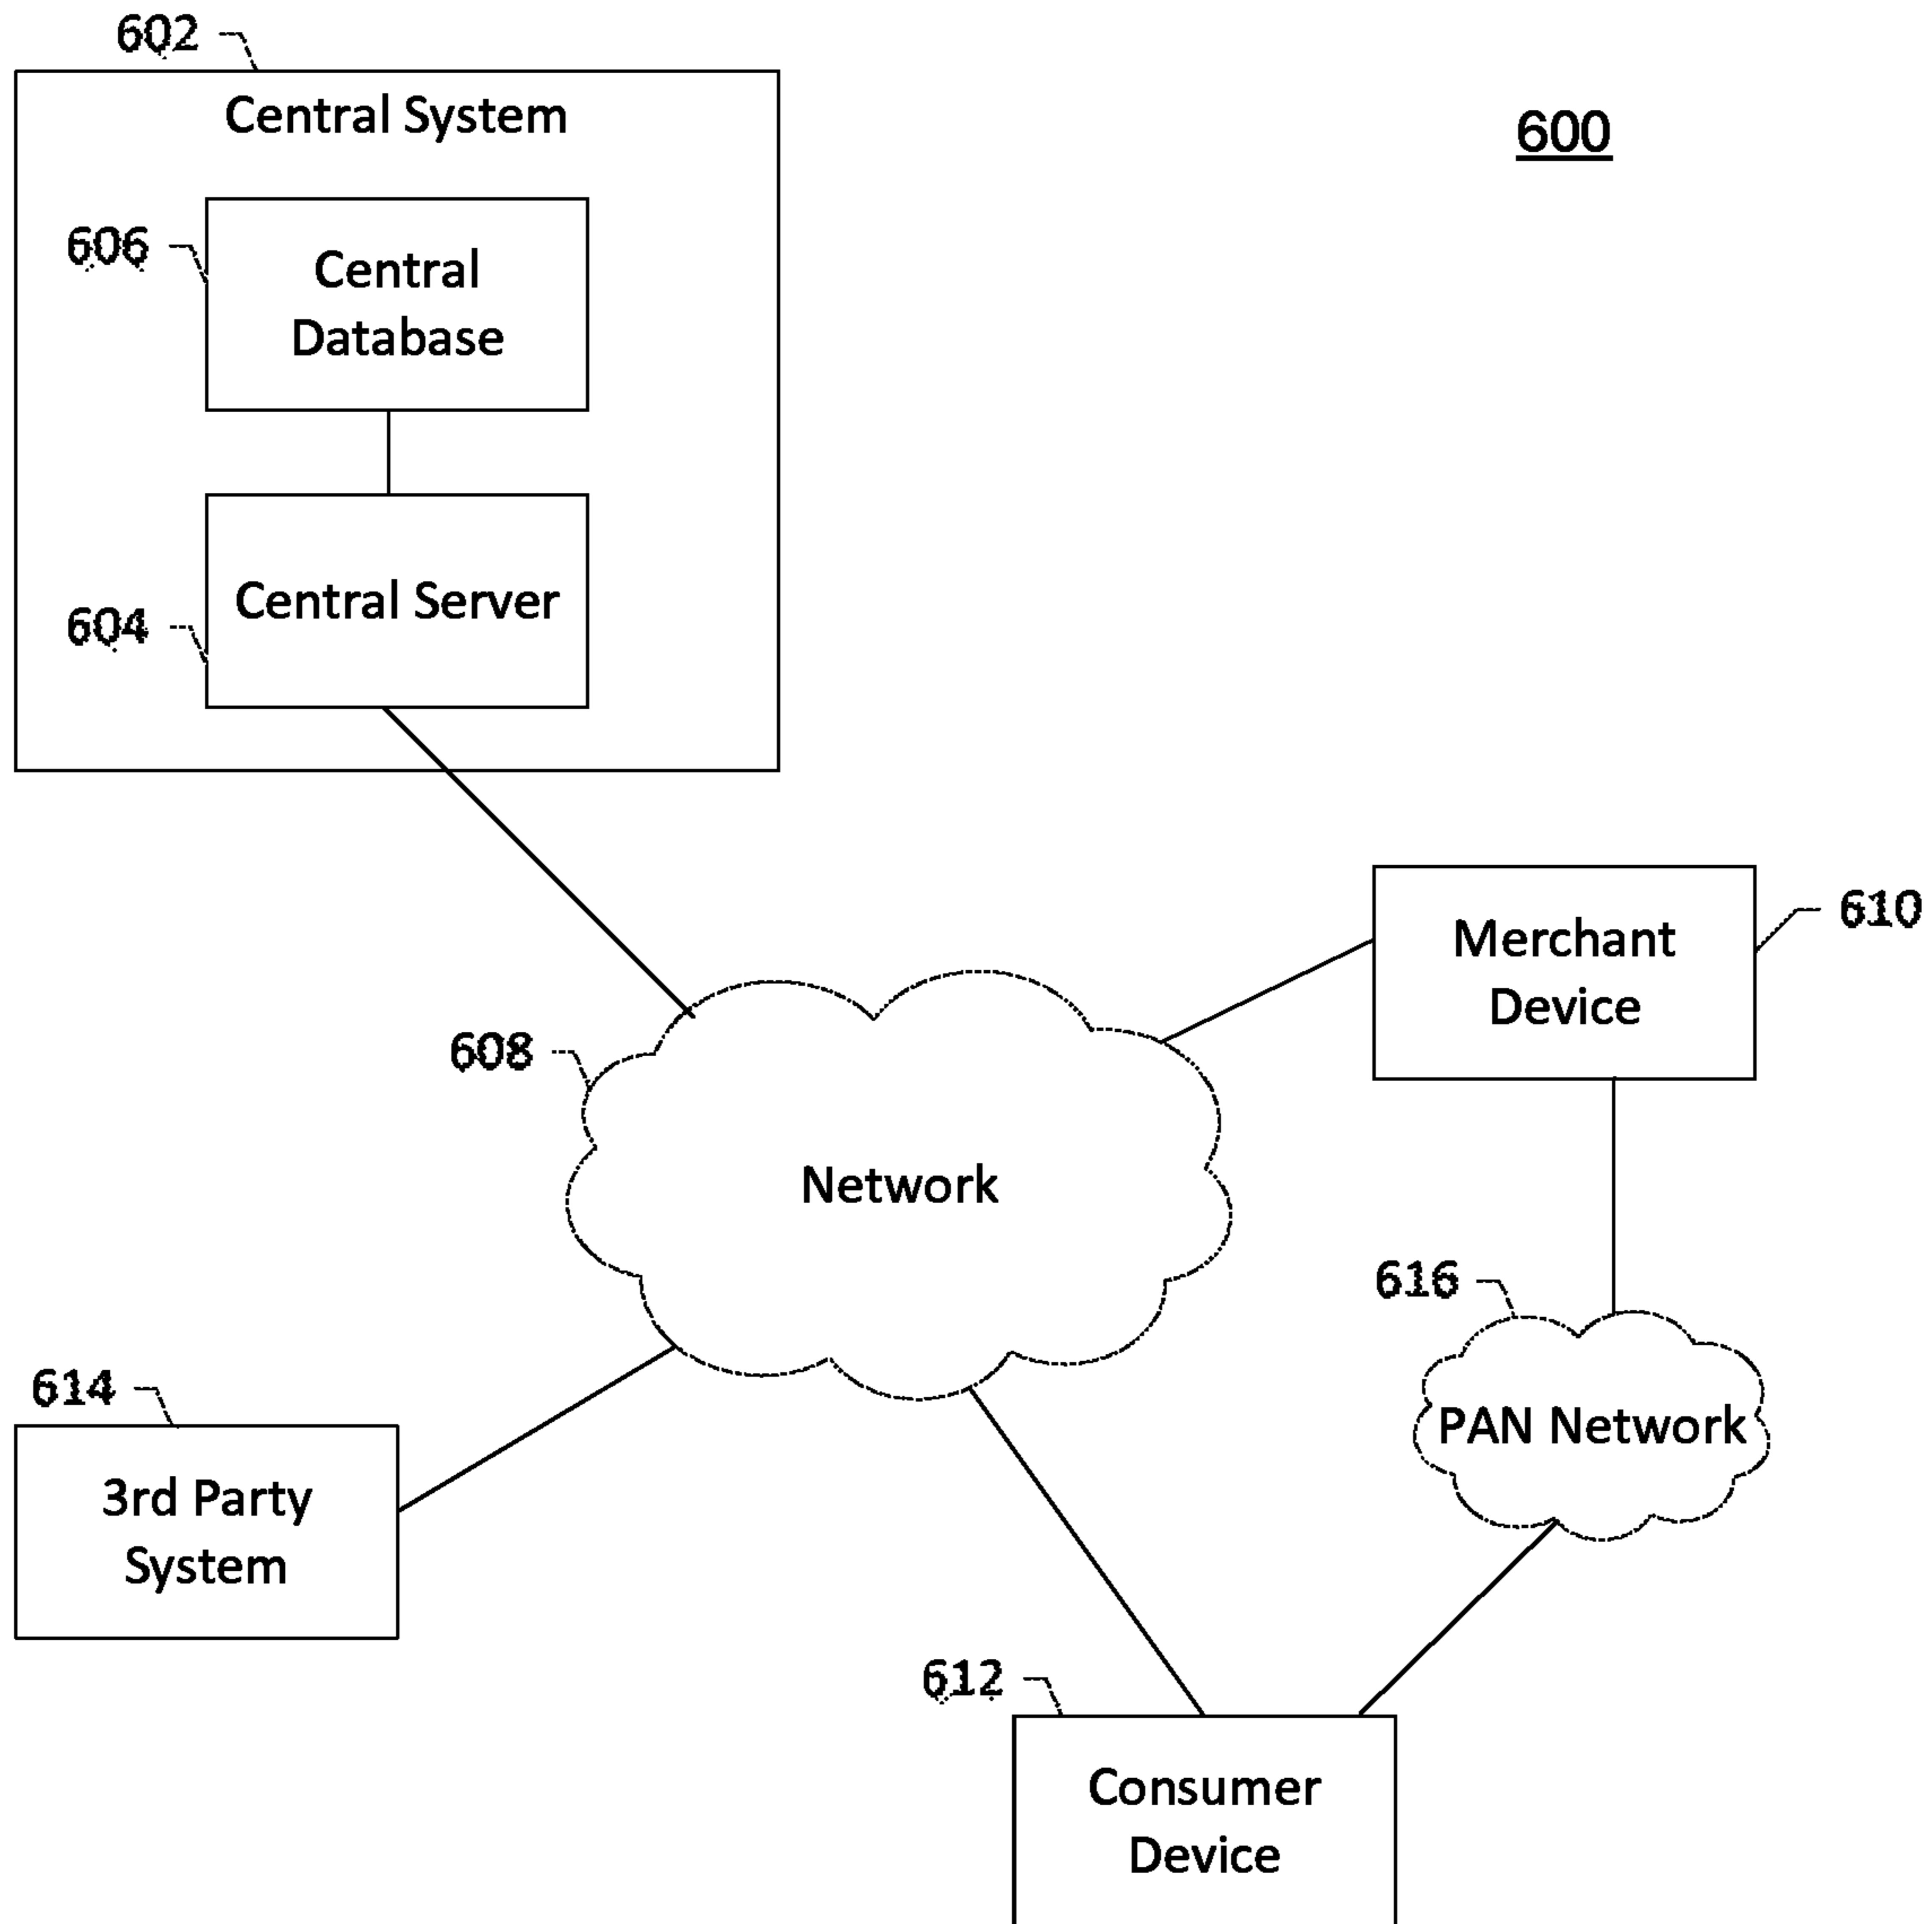 602
Central System
600
606
Central
Database
604
Central Server
610
Merchant
Device
608
Network
616
PAN Network
614
3rd Party
System
612
Consumer
Device